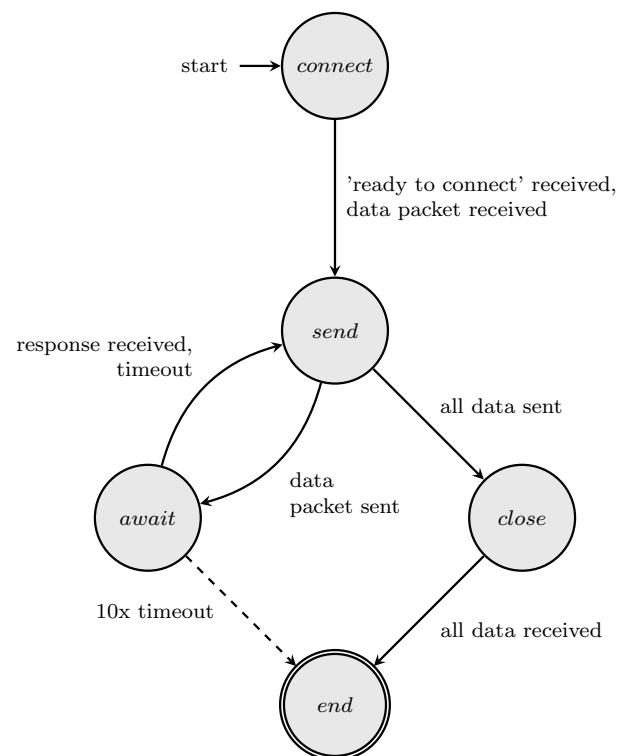 start
connect
'ready to connect' received,
data packet received
send
response received,
timeout
all data sent
data
packet sent
await
close
10x timeout
all data received
end